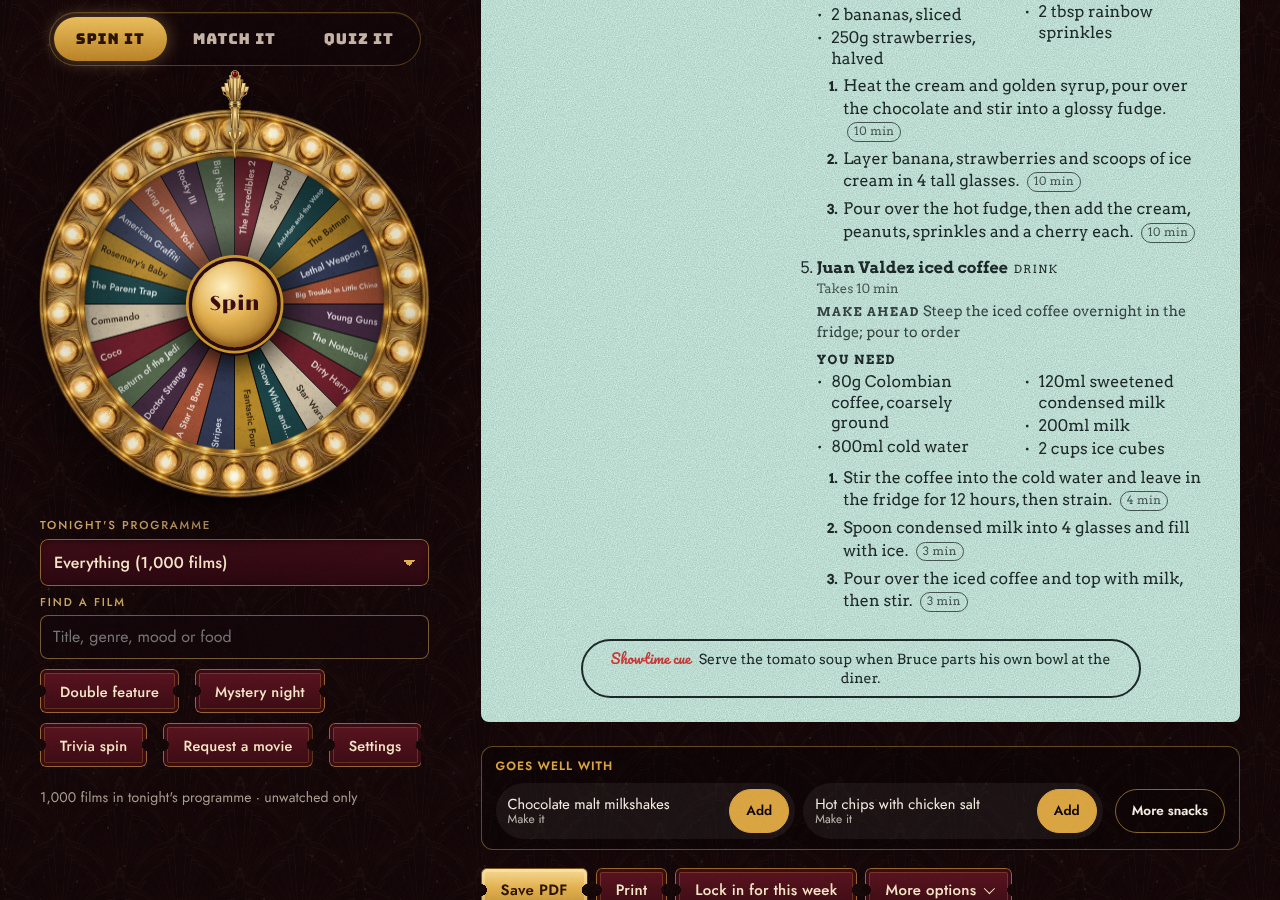 SPIN IT
MATCH IT
QUIZ IT
Big Night
The Incredibles 2
Soul Food
Ant-Man and the Wasp
The Batman
Lethal Weapon 2
Big Trouble in Little China
Young Guns
The Notebook
Dirty Harry
Star Wars
Snow White and...
Fantastic Four
Stripes
A Star Is Born
Doctor Strange
Return of the Jedi
Coco
Commando
The Parent Trap
Rosemary's Baby
American Graffiti
King of New York
Rocky III
Spin
TONIGHT'S PROGRAMME
Everything (1,000 films)
FIND A FILM
Title, genre, mood or food
Double feature
Mystery night
Trivia spin
Request a movie
Settings
1,000 films in tonight's programme · unwatched only
· 2 bananas, sliced
· 250g strawberries,
halved
· 2 tbsp rainbow
sprinkles
1. Heat the cream and golden syrup, pour over
the chocolate and stir into a glossy fudge.
10 min
2. Layer banana, strawberries and scoops of ice
cream in 4 tall glasses. 10 min
3. Pour over the hot fudge, then add the cream,
peanuts, sprinkles and a cherry each. 10 min
5. Juan Valdez iced coffee DRINK
Takes 10 min
MAKE AHEAD Steep the iced coffee overnight in the
fridge; pour to order
YOU NEED
· 80g Colombian
coffee, coarsely
ground
· 800ml cold water
· 120ml sweetened
condensed milk
· 200ml milk
· 2 cups ice cubes
1. Stir the coffee into the cold water and leave in
the fridge for 12 hours, then strain. 4 min
2. Spoon condensed milk into 4 glasses and fill
with ice. 3 min
3. Pour over the iced coffee and top with milk,
then stir. 3 min
Showtime cue Serve the tomato soup when Bruce parts his own bowl at the
diner.
GOES WELL WITH
Chocolate malt milkshakes
Make it
Add
Hot chips with chicken salt
Make it
Add
More snacks
Save PDF
Print
Lock in for this week
More options